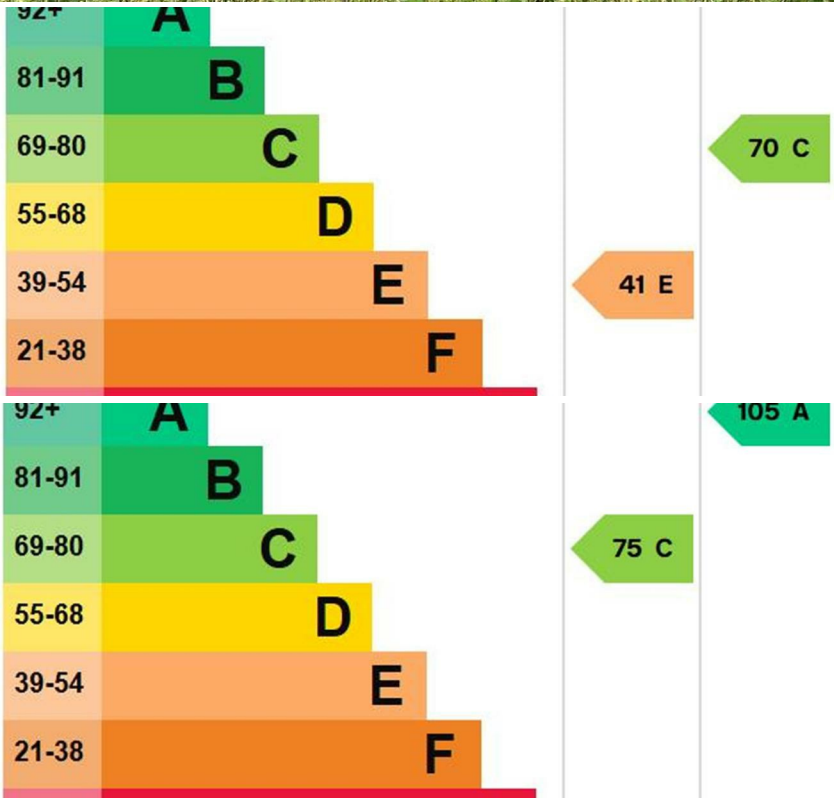 92+ A
81-91 B
69-80 C 70 C
55-68 D
39-54 E 41 E
21-38 F
92+ A 105 A
81-91 B
69-80 C 75 C
55-68 D
39-54 E
21-38 F